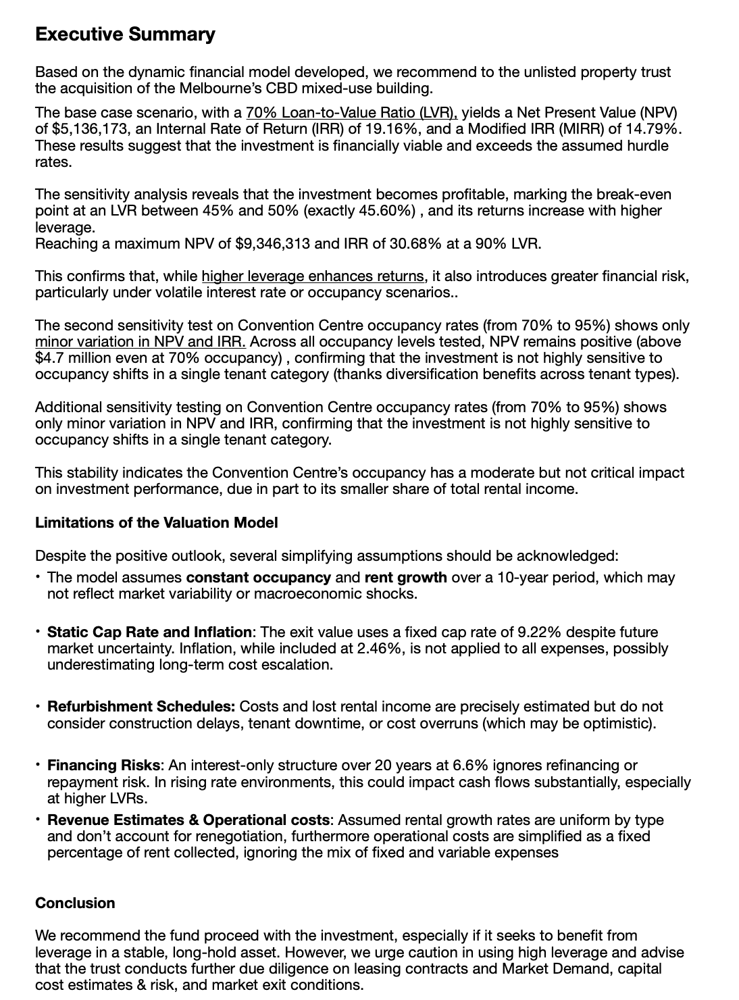 Executive Summary
Based on the dynamic financial model developed, we recommend to the unlisted property trust
the acquisition of the Melbourne's CBD mixed-use building.
The base case scenario, with a 70% Loan-to-Value Ratio (LVR), yields a Net Present Value (NPV)
of $5,136,173, an Internal Rate of Return (IRR) of 19.16%, and a Modified IRR (MIRR) of 14.79%.
These results suggest that the investment is financially viable and exceeds the assumed hurdle
rates.
The sensitivity analysis reveals that the investment becomes profitable, marking the break-even
point at an LVR between 45% and 50% (exactly 45.60%) , and its returns increase with higher
leverage.
Reaching a maximum NPV of $9,346,313 and IRR of 30.68% at a 90% LVR.
This confirms that, while higher leverage enhances returns, it also introduces greater financial risk,
particularly under volatile interest rate or occupancy scenarios..
The second sensitivity test on Convention Centre occupancy rates (from 70% to 95%) shows only
minor variation in NPV and IRR. Across all occupancy levels tested, NPV remains positive (above
$4.7 million even at 70% occupancy) , confirming that the investment is not highly sensitive to
occupancy shifts in a single tenant category (thanks diversification benefits across tenant types).
Additional sensitivity testing on Convention Centre occupancy rates (from 70% to 95%) shows
only minor variation in NPV and IRR, confirming that the investment is not highly sensitive to
occupancy shifts in a single tenant category.
This stability indicates the Convention Centre's occupancy has a moderate but not critical impact
on investment performance, due in part to its smaller share of total rental income.
Limitations of the Valuation Model
Despite the positive outlook, several simplifying assumptions should be acknowledged:
• The model assumes constant occupancy and rent growth over a 10-year period, which may
not reflect market variability or macroeconomic shocks.
• Static Cap Rate and Inflation: The exit value uses a fixed cap rate of 9.22% despite future
market uncertainty. Inflation, while included at 2.46%, is not applied to all expenses, possibly
underestimating long-term cost escalation.
• Refurbishment Schedules: Costs and lost rental income are precisely estimated but do not
consider construction delays, tenant downtime, or cost overruns (which may be optimistic).
• Financing Risks: An interest-only structure over 20 years at 6.6% ignores refinancing or
repayment risk. In rising rate environments, this could impact cash flows substantially, especially
at higher LVRs.
• Revenue Estimates & Operational costs: Assumed rental growth rates are uniform by type
and don't account for renegotiation, furthermore operational costs are simplified as a fixed
percentage of rent collected, ignoring the mix of fixed and variable expenses
Conclusion
We recommend the fund proceed with the investment, especially if it seeks to benefit from
leverage in a stable, long-hold asset. However, we urge caution in using high leverage and advise
that the trust conducts further due diligence on leasing contracts and Market Demand, capital
cost estimates & risk, and market exit conditions.